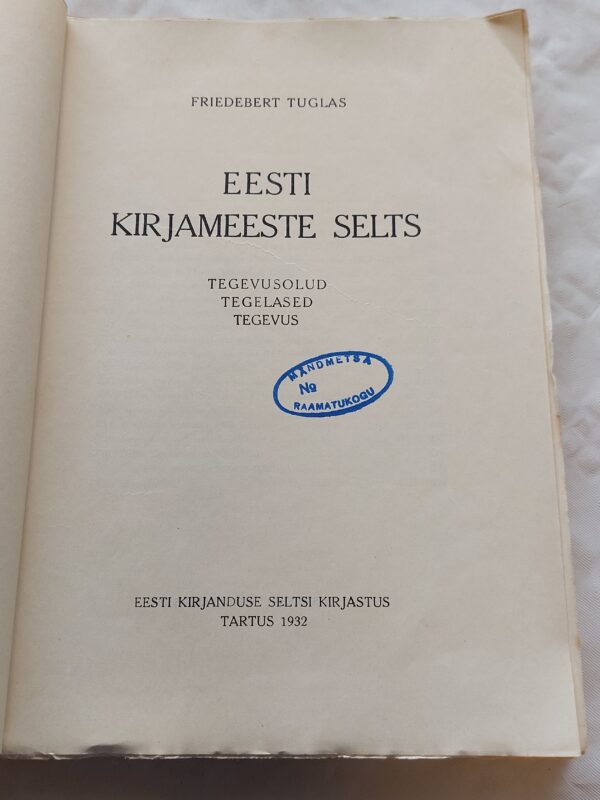 FRIEDEBERT TUGLAS
EESTI
KIRJAMEESTE SELTS
TEGEVUSOLUD
TEGELASED
TEGEVUS
MÄNDMETSA
№
RAAMATUKOGU
EESTI KIRJANDUSE SELTSI KIRJASTUS
TARTUS 1932